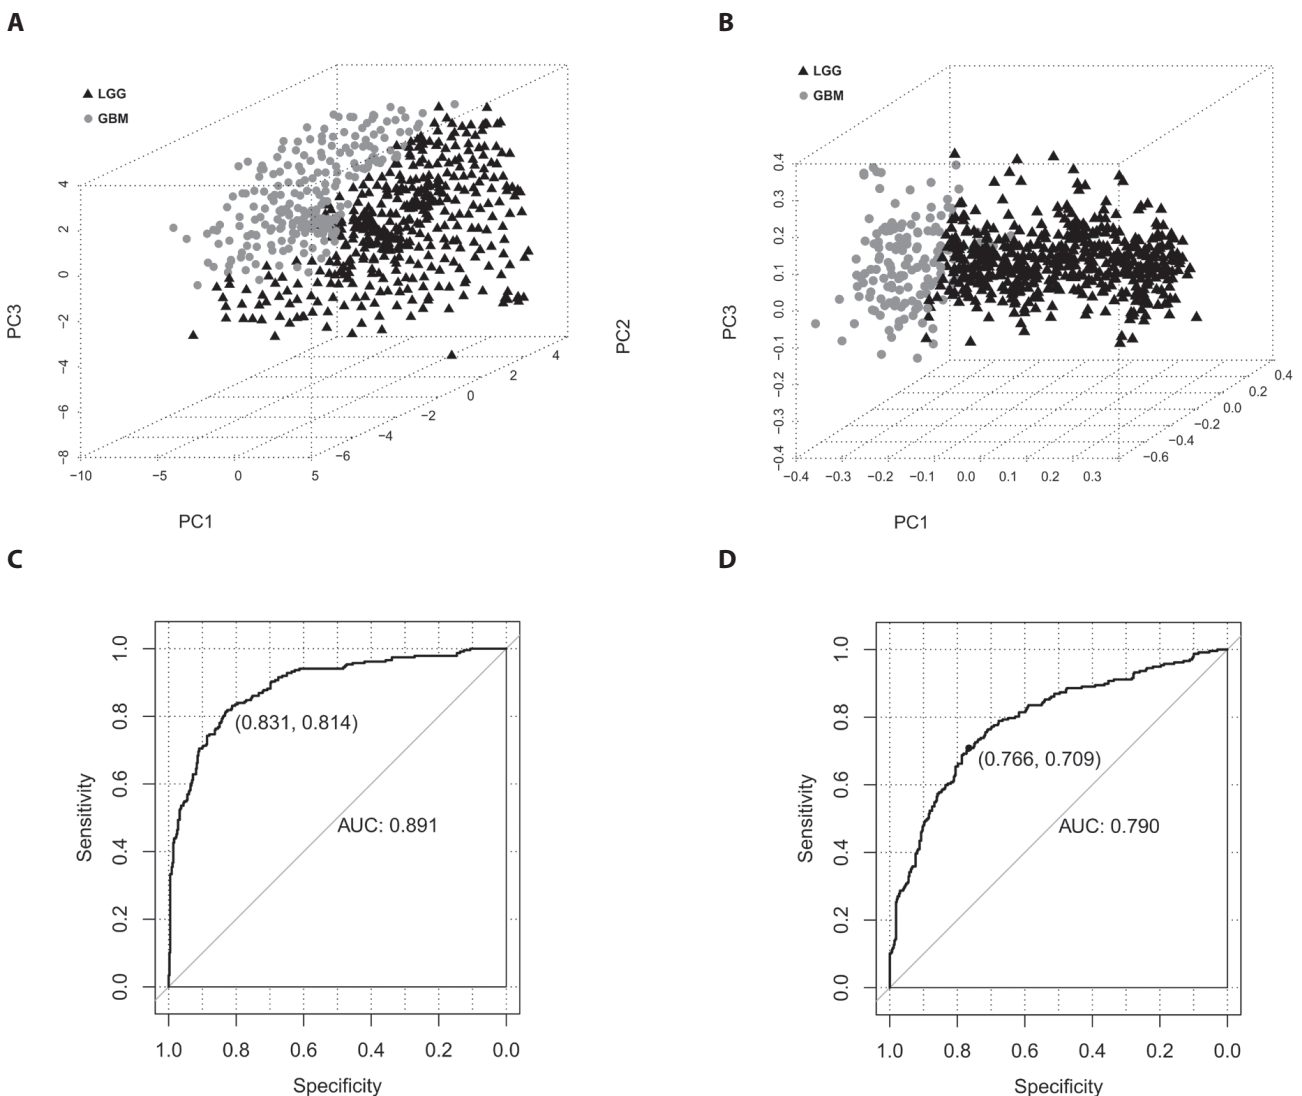 A
LGG
GBM
4
2
0
−2
−4
−6
−8
PC3
−10
−5
0
5
PC1
−6
−4
−2
0
2
4
PC2
B
LGG
GBM
0.4
0.3
0.2
0.1
0.0
−0.1
−0.2
−0.3
−0.4
PC3
−0.4
−0.3
−0.2
−0.1
0.0
0.1
0.2
0.3
PC1
−0.6
−0.4
−0.2
0.0
0.2
0.4
C
1.0
0.8
0.6
0.4
0.2
0.0
Sensitivity
(0.831, 0.814)
AUC: 0.891
1.0 0.8 0.6 0.4 0.2 0.0
Specificity
D
1.0
0.8
0.6
0.4
0.2
0.0
Sensitivity
(0.766, 0.709)
AUC: 0.790
1.0 0.8 0.6 0.4 0.2 0.0
Specificity